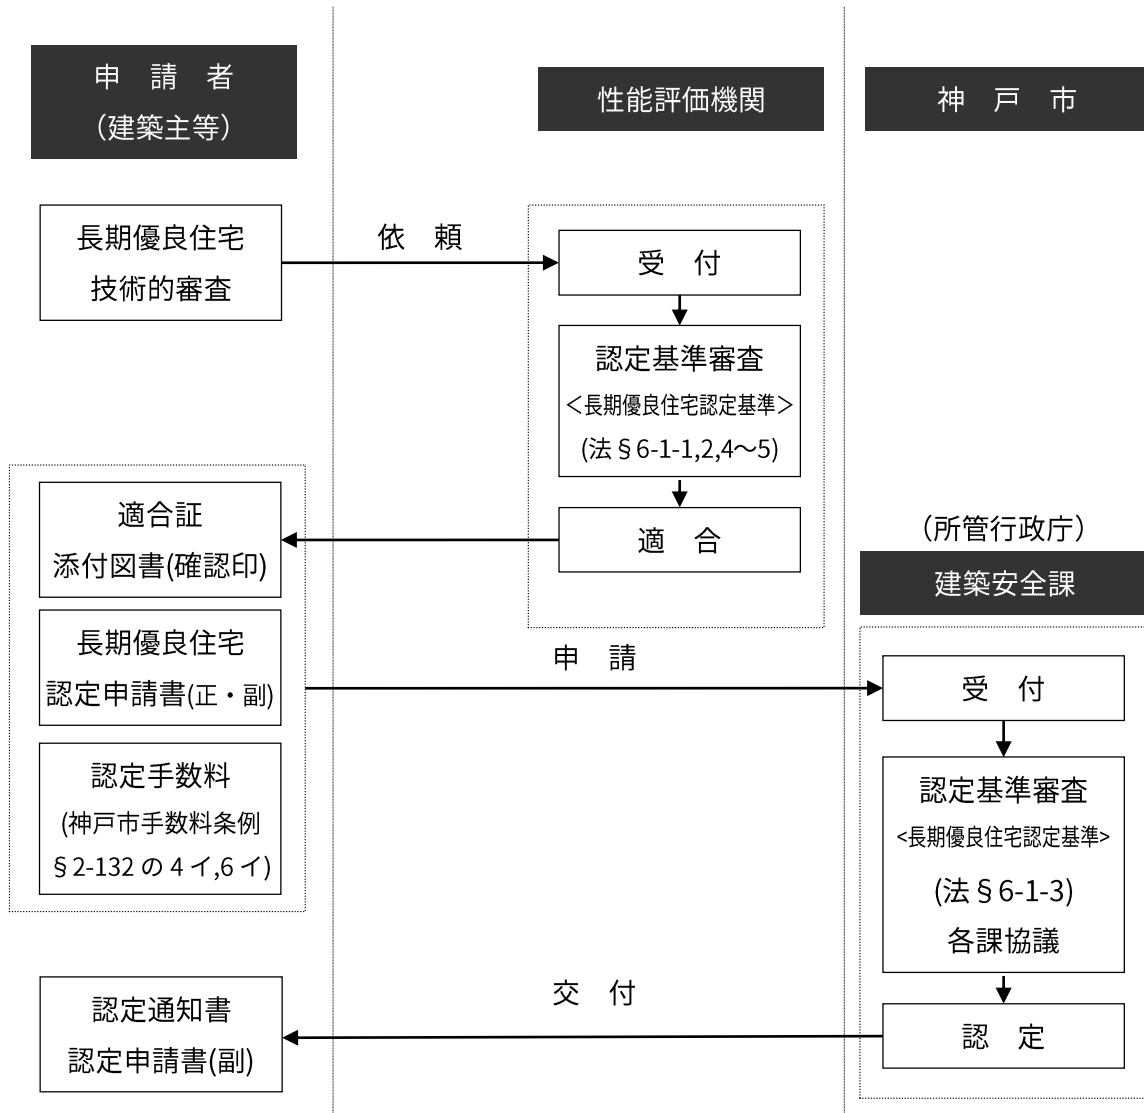 申　請　者
（建築主等）
性能評価機関
神　戸　市
長期優良住宅
技術的審査
依　頼
受　付
認定基準審査
＜長期優良住宅認定基準＞
(法§6-1-1,2,4～5)
適　合
適合証
添付図書(確認印)
長期優良住宅
認定申請書(正・副)
認定手数料
(神戸市手数料条例
§2-132の4イ,6イ)
（所管行政庁）
建築安全課
申　請
受　付
認定基準審査
<長期優良住宅認定基準>
(法§6-1-3)
各課協議
認　定
交　付
認定通知書
認定申請書(副)